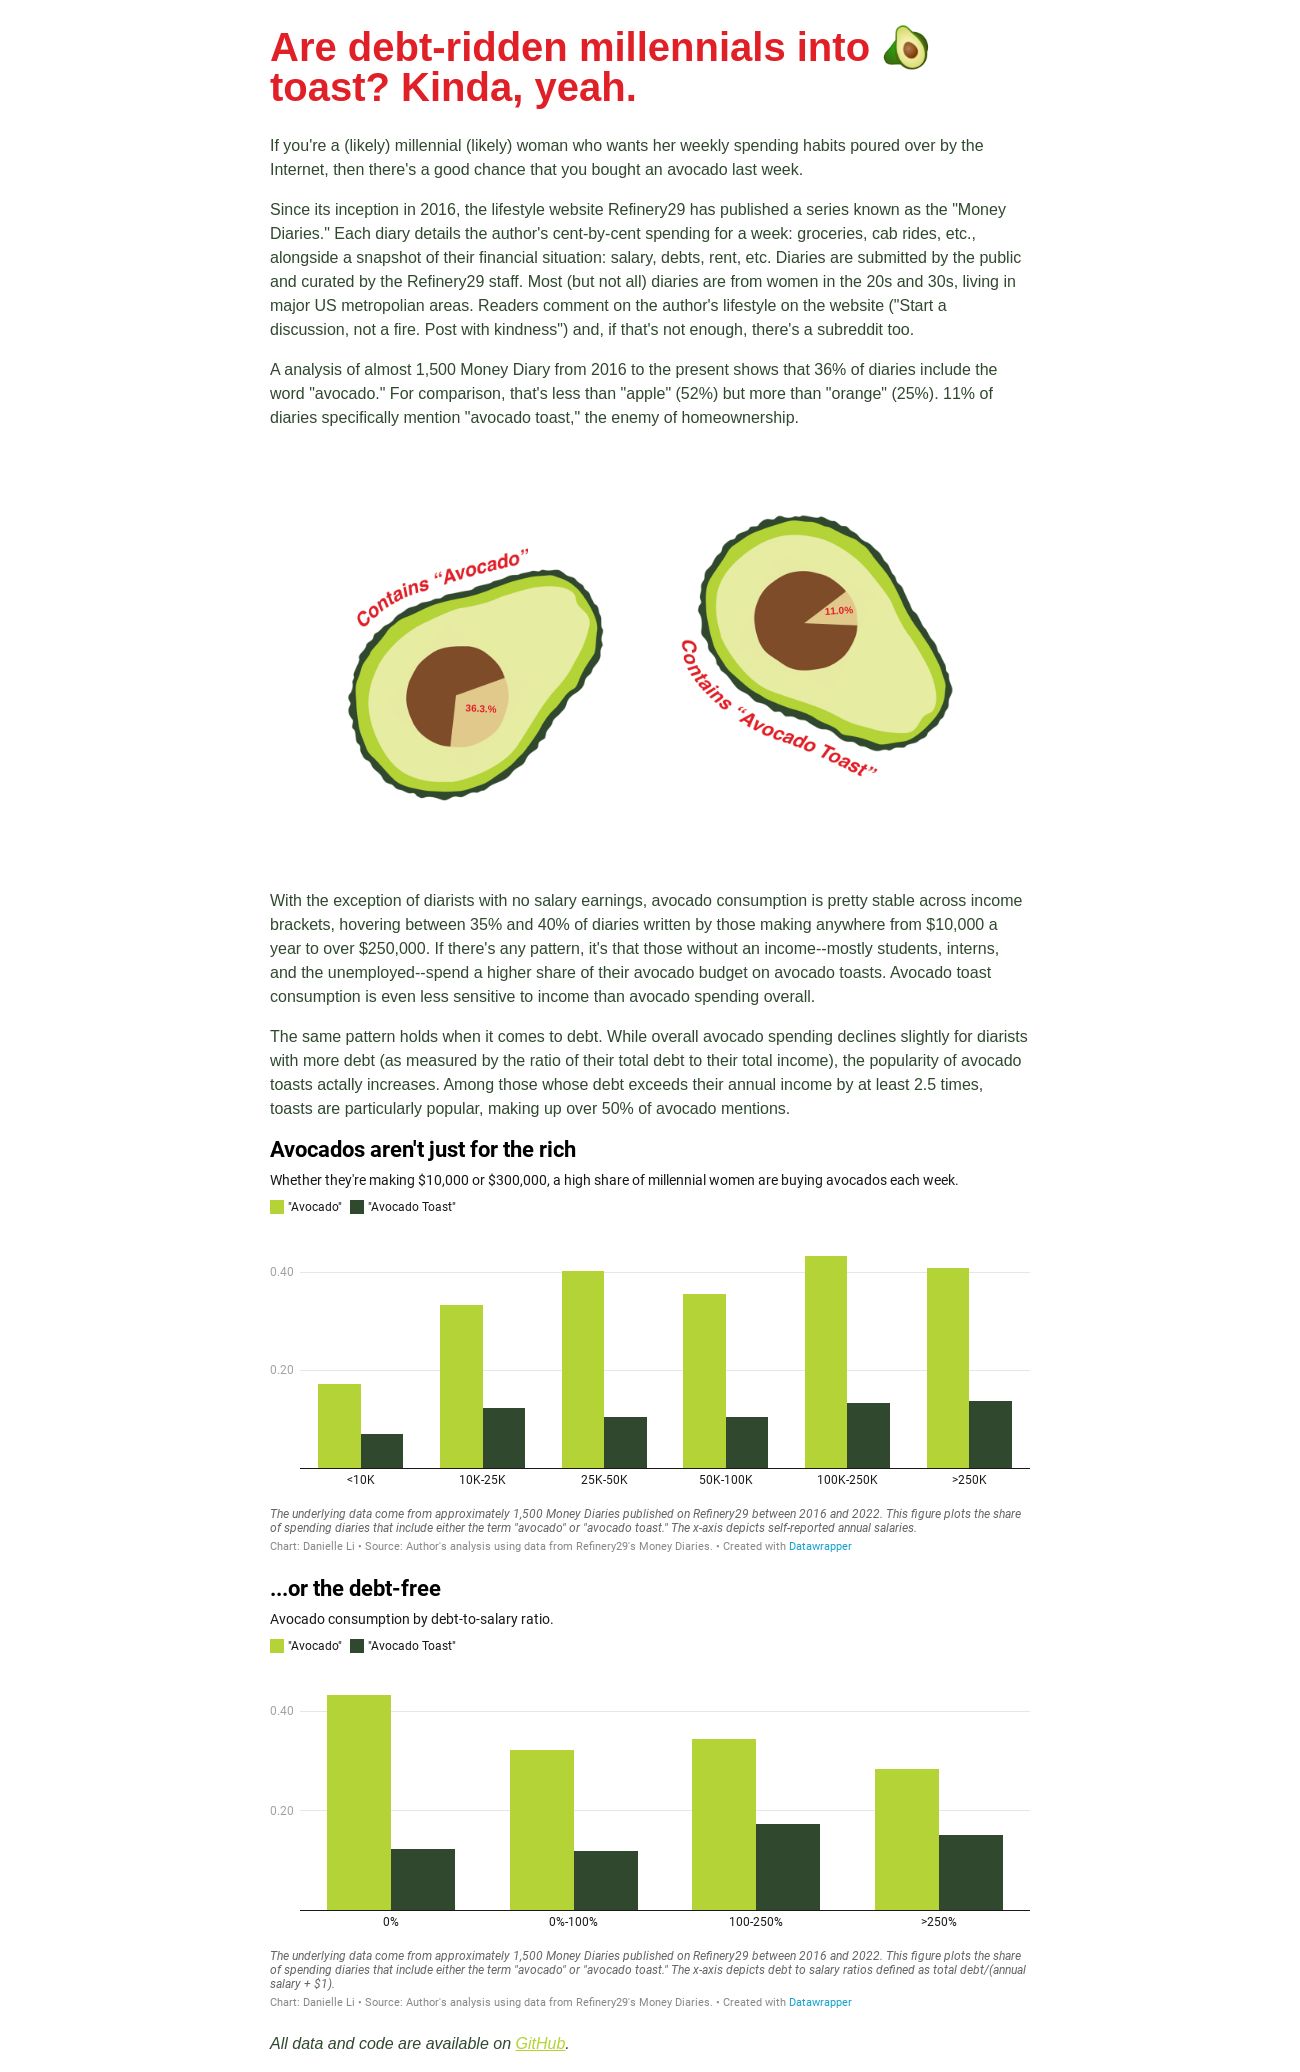 Are debt-ridden millennials into
toast? Kinda, yeah.
If you're a (likely) millennial (likely) woman who wants her weekly spending habits poured over by the
Internet, then there's a good chance that you bought an avocado last week.
Since its inception in 2016, the lifestyle website Refinery29 has published a series known as the "Money
Diaries." Each diary details the author's cent-by-cent spending for a week: groceries, cab rides, etc.,
alongside a snapshot of their financial situation: salary, debts, rent, etc. Diaries are submitted by the public
and curated by the Refinery29 staff. Most (but not all) diaries are from women in the 20s and 30s, living in
major US metropolian areas. Readers comment on the author's lifestyle on the website ("Start a
discussion, not a fire. Post with kindness") and, if that's not enough, there's a subreddit too.
A analysis of almost 1,500 Money Diary from 2016 to the present shows that 36% of diaries include the
word "avocado." For comparison, that's less than "apple" (52%) but more than "orange" (25%). 11% of
diaries specifically mention "avocado toast," the enemy of homeownership.
Contains “Avocado”
36.3.%
11.0%
Contains “Avocado Toast”
With the exception of diarists with no salary earnings, avocado consumption is pretty stable across income
brackets, hovering between 35% and 40% of diaries written by those making anywhere from $10,000 a
year to over $250,000. If there's any pattern, it's that those without an income--mostly students, interns,
and the unemployed--spend a higher share of their avocado budget on avocado toasts. Avocado toast
consumption is even less sensitive to income than avocado spending overall.
The same pattern holds when it comes to debt. While overall avocado spending declines slightly for diarists
with more debt (as measured by the ratio of their total debt to their total income), the popularity of avocado
toasts actally increases. Among those whose debt exceeds their annual income by at least 2.5 times,
toasts are particularly popular, making up over 50% of avocado mentions.
Avocados aren't just for the rich
Whether they're making $10,000 or $300,000, a high share of millennial women are buying avocados each week.
"Avocado" "Avocado Toast"
0.40
0.20
<10K 10K-25K 25K-50K 50K-100K 100K-250K >250K
The underlying data come from approximately 1,500 Money Diaries published on Refinery29 between 2016 and 2022. This figure plots the share
of spending diaries that include either the term "avocado" or "avocado toast." The x-axis depicts self-reported annual salaries.
Chart: Danielle Li • Source: Author's analysis using data from Refinery29's Money Diaries. • Created with Datawrapper
...or the debt-free
Avocado consumption by debt-to-salary ratio.
"Avocado" "Avocado Toast"
0.40
0.20
0% 0%-100% 100-250% >250%
The underlying data come from approximately 1,500 Money Diaries published on Refinery29 between 2016 and 2022. This figure plots the share
of spending diaries that include either the term "avocado" or "avocado toast." The x-axis depicts debt to salary ratios defined as total debt/(annual
salary + $1).
Chart: Danielle Li • Source: Author's analysis using data from Refinery29's Money Diaries. • Created with Datawrapper
All data and code are available on GitHub.